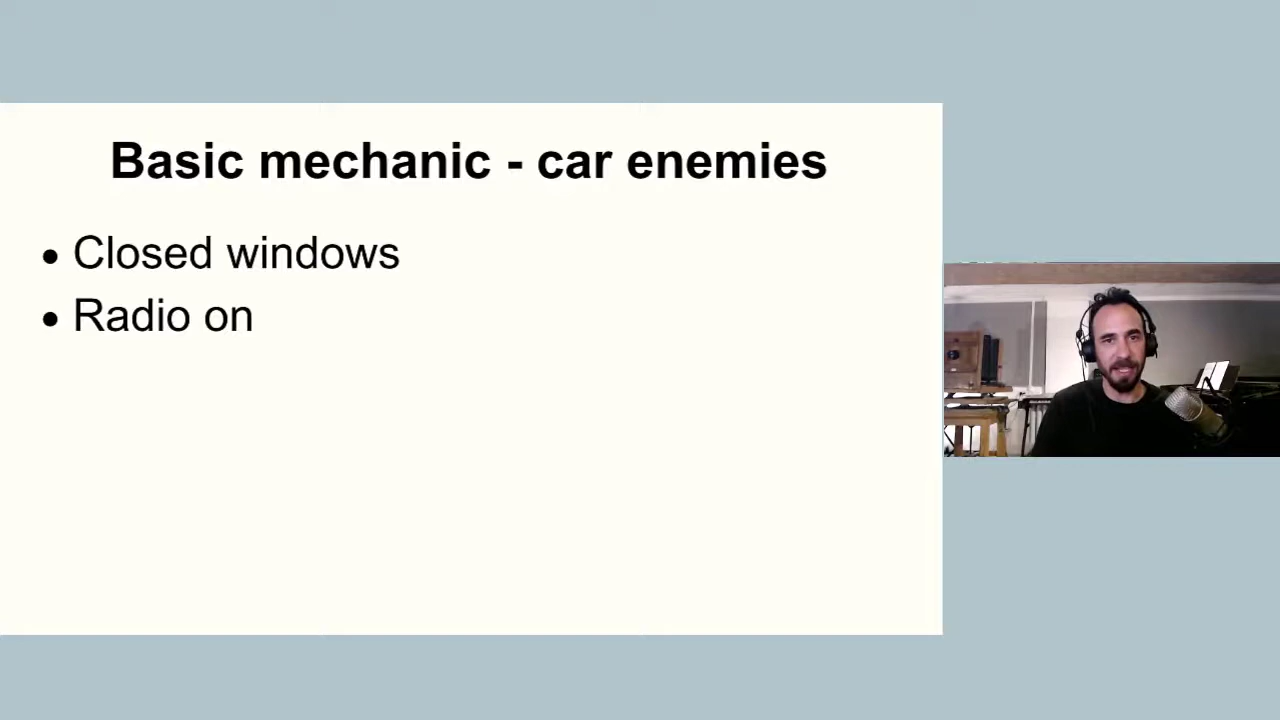 Basic mechanic - car enemies
• Closed windows
• Radio on